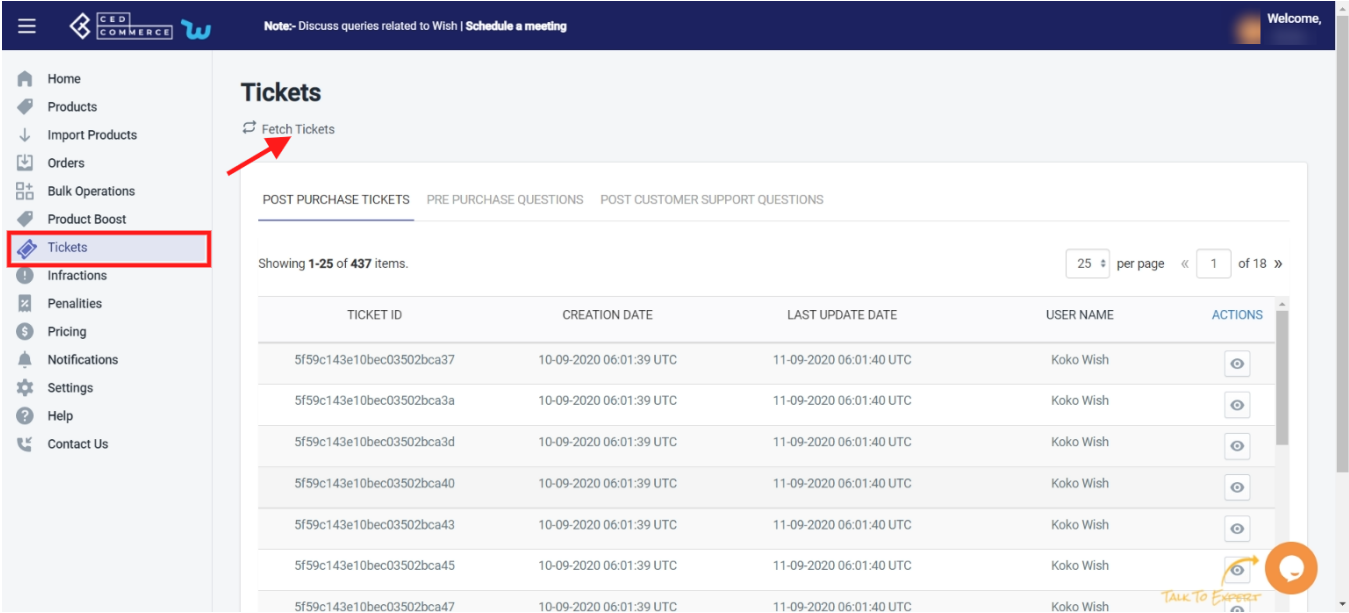 CED
COMMERCE
Note:- Discuss queries related to Wish | Schedule a meeting
Welcome,
Home
Products
Import Products
Orders
Bulk Operations
Product Boost
Tickets
Infractions
Penalities
Pricing
Notifications
Settings
Help
Contact Us
Tickets
Fetch Tickets
POST PURCHASE TICKETS PRE PURCHASE QUESTIONS POST CUSTOMER SUPPORT QUESTIONS
Showing 1-25 of 437 items.
25 per page « 1 of 18 »
TICKET ID CREATION DATE LAST UPDATE DATE USER NAME ACTIONS
5f59c143e10bec03502bca37 10-09-2020 06:01:39 UTC 11-09-2020 06:01:40 UTC Koko Wish
5f59c143e10bec03502bca3a 10-09-2020 06:01:39 UTC 11-09-2020 06:01:40 UTC Koko Wish
5f59c143e10bec03502bca3d 10-09-2020 06:01:39 UTC 11-09-2020 06:01:40 UTC Koko Wish
5f59c143e10bec03502bca40 10-09-2020 06:01:39 UTC 11-09-2020 06:01:40 UTC Koko Wish
5f59c143e10bec03502bca43 10-09-2020 06:01:39 UTC 11-09-2020 06:01:40 UTC Koko Wish
5f59c143e10bec03502bca45 10-09-2020 06:01:39 UTC 11-09-2020 06:01:40 UTC Koko Wish
5f59c143e10bec03502bca47 10-09-2020 06:01:39 UTC 11-09-2020 06:01:40 UTC Koko Wish
TALK TO EXPERT